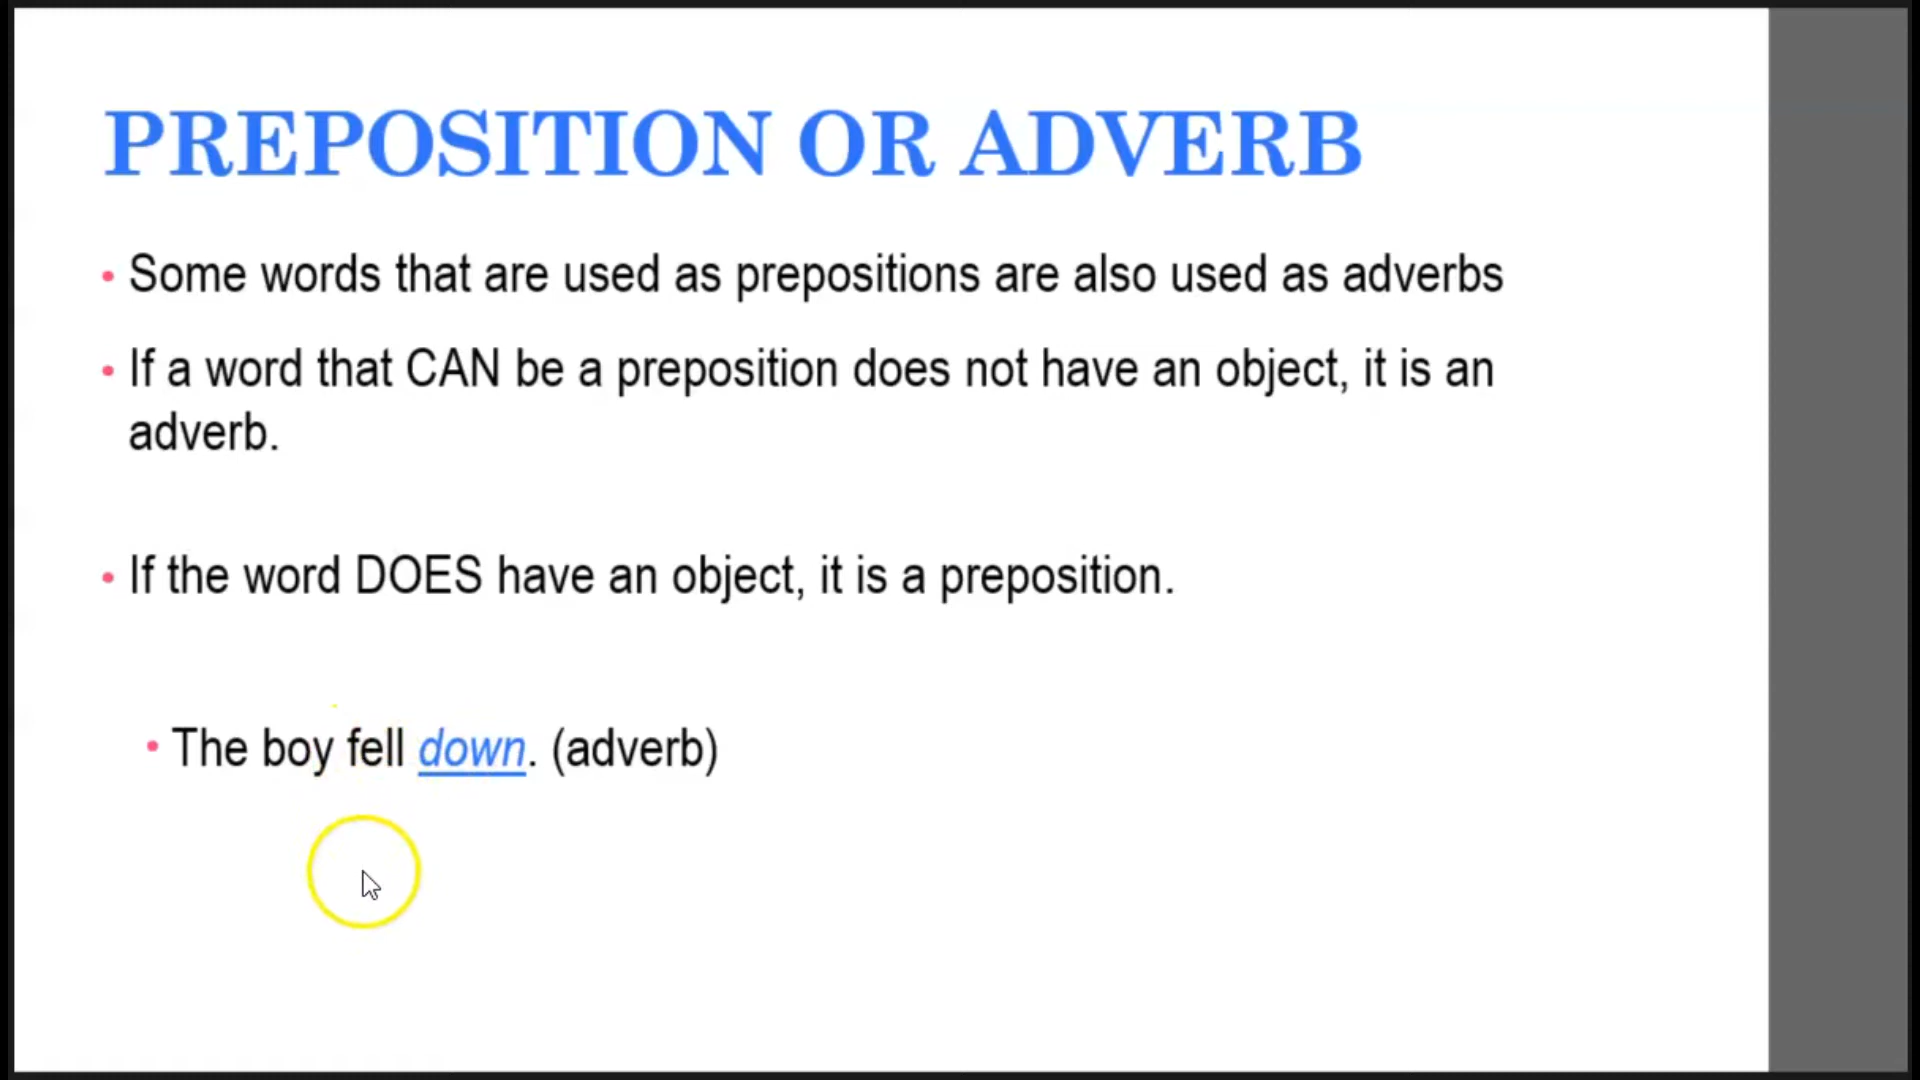 PREPOSITION OR ADVERB
• Some words that are used as prepositions are also used as adverbs
• If a word that CAN be a preposition does not have an object, it is an
adverb.
• If the word DOES have an object, it is a preposition.
• The boy fell down. (adverb)